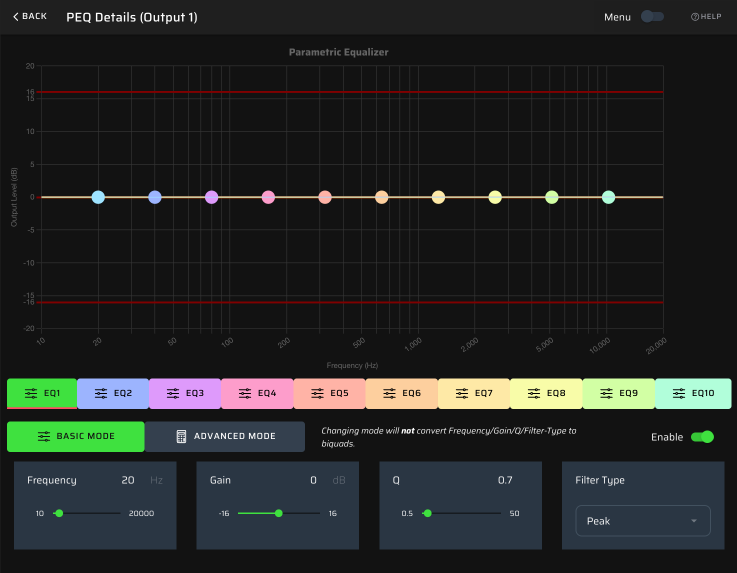 BACK
PEQ Details (Output 1)
Menu
HELP
Parametric Equalizer
20
16
15
10
5
0
-5
-10
-15
-16
-20
Output Level (dB)
10
20
50
100
200
500
1,000
2,000
5,000
10,000
20,000
Frequency (Hz)
EQ1
EQ2
EQ3
EQ4
EQ5
EQ6
EQ7
EQ8
EQ9
EQ10
BASIC MODE
ADVANCED MODE
Changing mode will not convert Frequency/Gain/Q/Filter-Type to
biquads.
Enable
Frequency 20 Hz
10 20000
Gain 0 dB
-16 16
Q 0.7
0.5 50
Filter Type
Peak